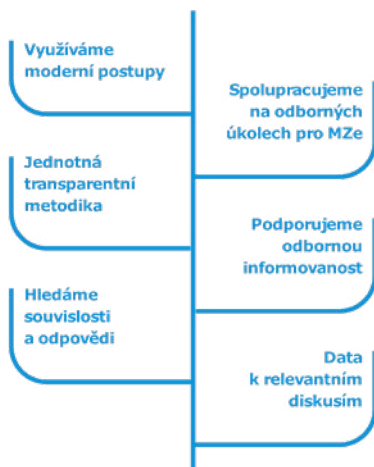 Využíváme
moderní postupy
Spolupracujeme
na odborných
úkolech pro MZe
Jednotná
transparentní
metodika
Podporujeme
odbornou
informovanost
Hledáme
souvislosti
a odpovědi
Data
k relevantním
diskusím